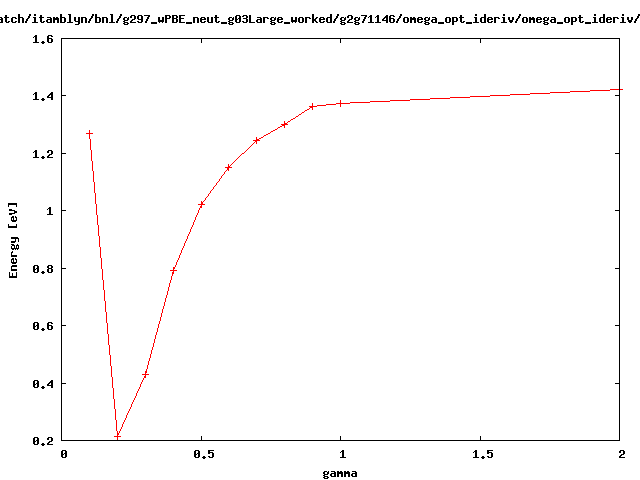 atch/itamblyn/bnl/g297_wPBE_neut_g03Large_worked/g2g71146/omega_opt_ideriv/omega_opt_ideriv/
1.6
1.4
1.2
1
0.8
0.6
0.4
0.2
Energy [eV]
0 0.5 1 1.5 2
gamma